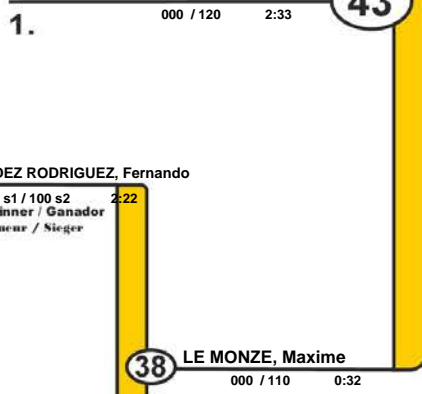 43
000 / 120 2:33
1.
DEZ RODRIGUEZ, Fernando
s1 / 100 s2 2:22
inner / Ganador
neur / Sieger
38 LE MONZE, Maxime
000 / 110 0:32